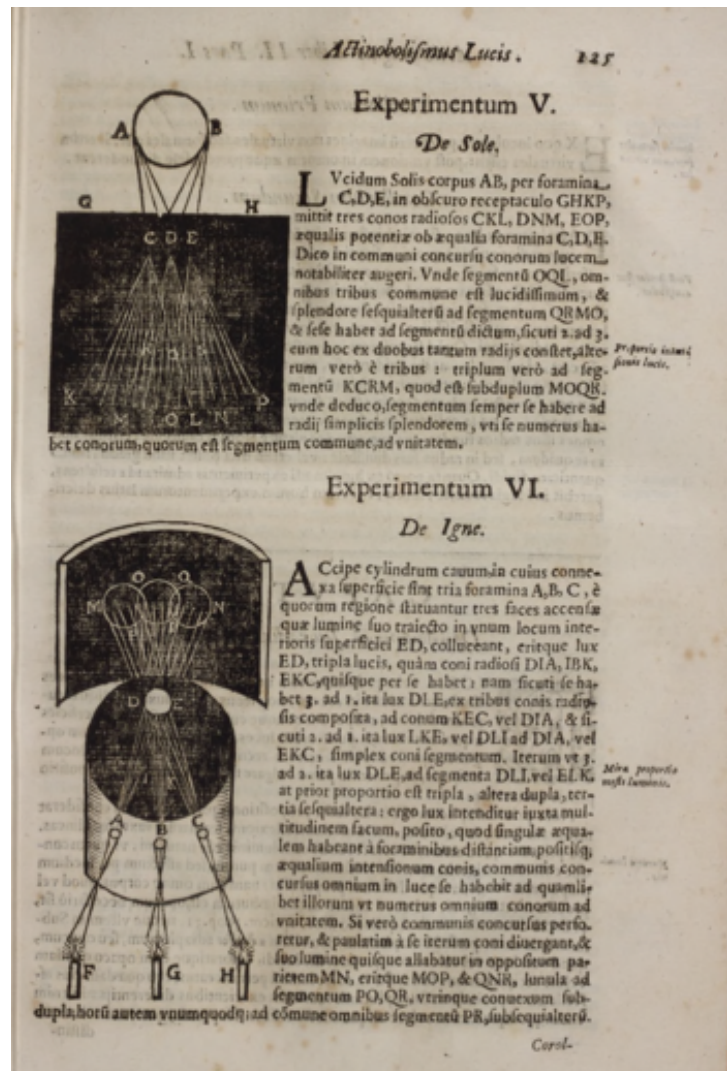 Actinobolismus Lucis. 225
Experimentum V.
De Sole.
LVcidum Solis corpus AB, per foramina
C,D,E, in obscuro receptaculo GHKP,
mittit tres conos radiosos CKL, DNM, EOP,
æqualis potentiæ ob æqualia foramina C,D,E.
Dico in communi concursu conorum lucem
notabiliter augeri. Vnde segmentũ OQL, om-
nibus tribus commune est lucidissimum, &
splendore sesquialterũ ad segmentum QRMO,
& sese habet ad segmentũ dictum, sicuti 2. ad 3.
cum hoc ex duobus tantum radijs constet, alte-
rum verò è tribus : triplum verò ad seg-
mentũ KCRM, quod est subduplum MOQR.
vnde deduco, segmentum semper se habere ad
radij simplicis splendorem, vti se numerus ha-
bet conorum, quorum est segmentum commune, ad vnitatem.
Proportio
sionis lucis.
A B
G H
C D E
K M O L N P
Experimentum VI.
De Igne.
ACcipe cylindrum cauum, in cuius conne-
xa superficie sint tria foramina A, B, C, è
quorum regione statuantur tres faces accensæ
quæ lumine suo traiecto in vnum locum inte-
rioris superficiei ED, colluceant, eritque lux
ED, tripla lucis, quàm coni radiosi DIA, IBK,
EKC, quisque per se habet : nam sicuti se ha-
bet 3. ad 1. ita lux DLE, ex tribus conis radio-
sis composita, ad conum KEC, vel DIA, & si-
cuti 2. ad 1. ita lux LKE, vel DLI ad DIA, vel
EKC, simplex coni segmentum. Iterum vt 3.
ad 2. ita lux DLE, ad segmenta DLI, vel ELK.
at prior proportio est tripla, altera dupla, ter-
tia sesquialtera : ergo lux intenditur iuxta mul-
titudinem facum, posito, quod singulæ æqua-
lem habeant à foraminibus distantiam, positisq;
æqualium intensionum conis, communis con-
cursus omnium in luce se habebit ad quamli-
bet illorum vt numerus omnium conorum ad
vnitatem. Si verò communis concursus perfo-
retur, & paulatim à se iterum coni diuergant, &
suo lumine quisque allabatur in oppositum pa-
rietem MN, eritque MOP, & QNR, lunula ad
segmentum PO, QR, vtrinque conuexum sub-
dupla, horũ autem vnumquodq; ad cõmune omnibus segmentũ PR, subsequialterũ.
Mira proportio
luminis.
M O Q N
D E
A B C
F G H
Corol-